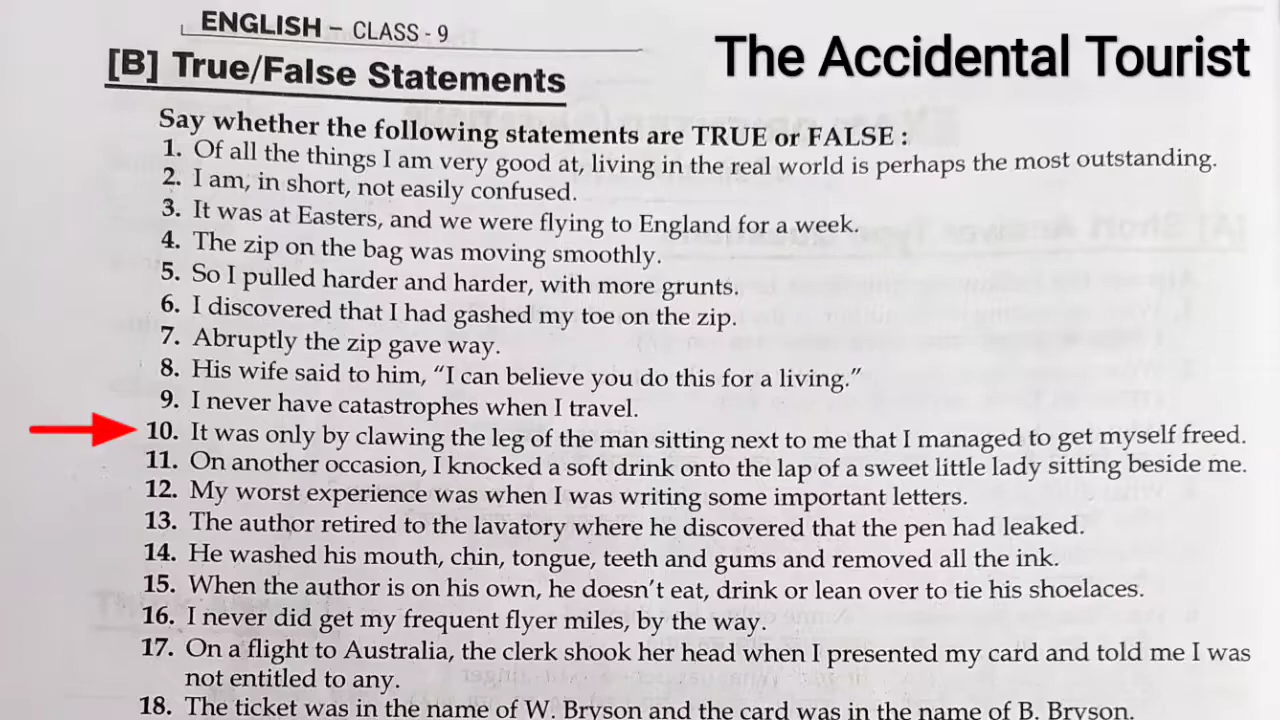 ENGLISH – CLASS - 9
The Accidental Tourist
[B] True/False Statements
Say whether the following statements are TRUE or FALSE :
1. Of all the things I am very good at, living in the real world is perhaps the most outstanding.
2. I am, in short, not easily confused.
3. It was at Easters, and we were flying to England for a week.
4. The zip on the bag was moving smoothly.
5. So I pulled harder and harder, with more grunts.
6. I discovered that I had gashed my toe on the zip.
7. Abruptly the zip gave way.
8. His wife said to him, “I can believe you do this for a living.”
9. I never have catastrophes when I travel.
10. It was only by clawing the leg of the man sitting next to me that I managed to get myself freed.
11. On another occasion, I knocked a soft drink onto the lap of a sweet little lady sitting beside me.
12. My worst experience was when I was writing some important letters.
13. The author retired to the lavatory where he discovered that the pen had leaked.
14. He washed his mouth, chin, tongue, teeth and gums and removed all the ink.
15. When the author is on his own, he doesn’t eat, drink or lean over to tie his shoelaces.
16. I never did get my frequent flyer miles, by the way.
17. On a flight to Australia, the clerk shook her head when I presented my card and told me I was
not entitled to any.
18. The ticket was in the name of W. Bryson and the card was in the name of B. Bryson.